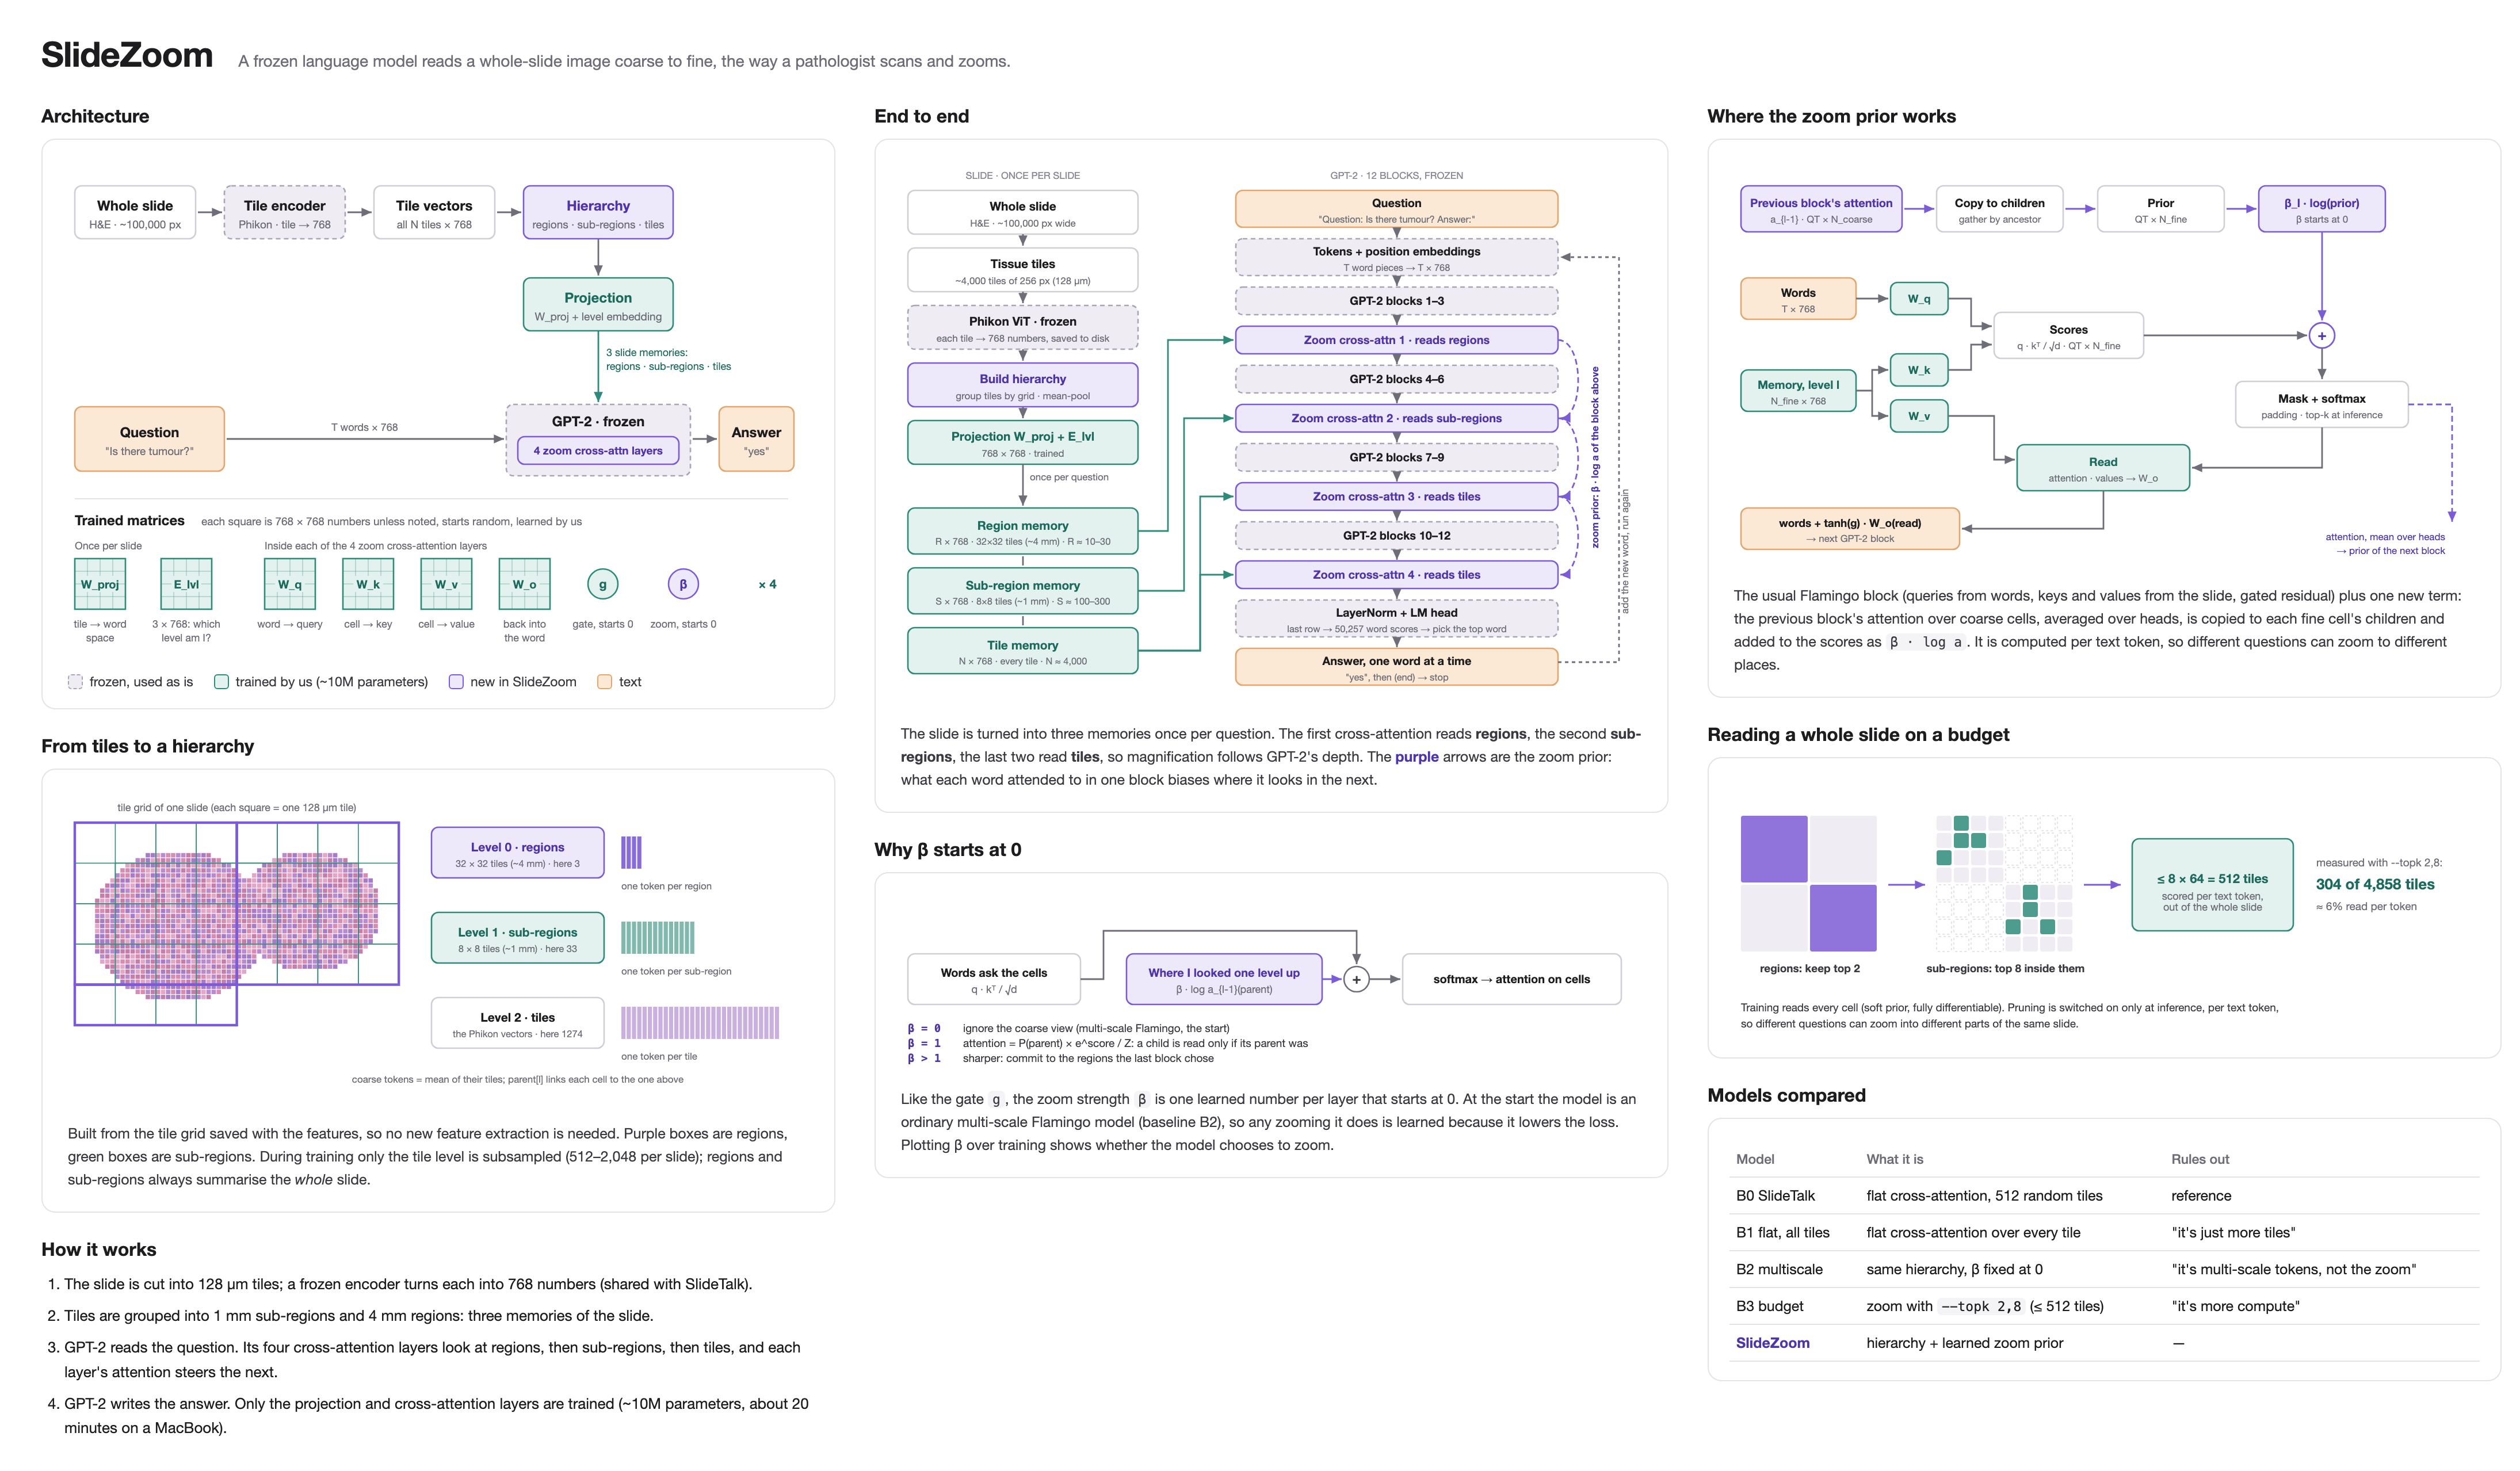 SlideZoom
A frozen language model reads a whole-slide image coarse to fine, the way a pathologist scans and zooms.
Architecture
Whole slide
H&E · ~100,000 px
Tile encoder
Phikon · tile → 768
Tile vectors
all N tiles × 768
Hierarchy
regions · sub-regions · tiles
Projection
W_proj + level embedding
3 slide memories:
regions · sub-regions · tiles
Question
"Is there tumour?"
T words × 768
GPT-2 · frozen
4 zoom cross-attn layers
Answer
"yes"
Trained matrices
each square is 768 × 768 numbers unless noted, starts random, learned by us
Once per slide
Inside each of the 4 zoom cross-attention layers
W_proj
E_lvl
W_q
W_k
W_v
W_o
g
β
× 4
tile → word
space
3 × 768: which
level am I?
word → query
cell → key
cell → value
back into
the word
gate, starts 0
zoom, starts 0
frozen, used as is
trained by us (~10M parameters)
new in SlideZoom
text
From tiles to a hierarchy
tile grid of one slide (each square = one 128 µm tile)
Level 0 · regions
32 × 32 tiles (~4 mm) · here 3
one token per region
Level 1 · sub-regions
8 × 8 tiles (~1 mm) · here 33
one token per sub-region
Level 2 · tiles
the Phikon vectors · here 1274
one token per tile
coarse tokens = mean of their tiles; parent[l] links each cell to the one above
Built from the tile grid saved with the features, so no new feature extraction is needed. Purple boxes are regions,
green boxes are sub-regions. During training only the tile level is subsampled (512–2,048 per slide); regions and
sub-regions always summarise the whole slide.
How it works
1. The slide is cut into 128 µm tiles; a frozen encoder turns each into 768 numbers (shared with SlideTalk).
2. Tiles are grouped into 1 mm sub-regions and 4 mm regions: three memories of the slide.
3. GPT-2 reads the question. Its four cross-attention layers look at regions, then sub-regions, then tiles, and each
layer's attention steers the next.
4. GPT-2 writes the answer. Only the projection and cross-attention layers are trained (~10M parameters, about 20
minutes on a MacBook).
End to end
SLIDE · ONCE PER SLIDE
Whole slide
H&E · ~100,000 px wide
Tissue tiles
~4,000 tiles of 256 px (128 µm)
Phikon ViT · frozen
each tile → 768 numbers, saved to disk
Build hierarchy
group tiles by grid · mean-pool
Projection W_proj + E_lvl
768 × 768 · trained
once per question
Region memory
R × 768 · 32×32 tiles (~4 mm) · R ≈ 10–30
Sub-region memory
S × 768 · 8×8 tiles (~1 mm) · S ≈ 100–300
Tile memory
N × 768 · every tile · N ≈ 4,000
GPT-2 · 12 BLOCKS, FROZEN
Question
"Question: Is there tumour? Answer:"
Tokens + position embeddings
T word pieces → T × 768
GPT-2 blocks 1–3
Zoom cross-attn 1 · reads regions
GPT-2 blocks 4–6
Zoom cross-attn 2 · reads sub-regions
GPT-2 blocks 7–9
Zoom cross-attn 3 · reads tiles
GPT-2 blocks 10–12
Zoom cross-attn 4 · reads tiles
LayerNorm + LM head
last row → 50,257 word scores → pick the top word
Answer, one word at a time
"yes", then ⟨end⟩ → stop
zoom prior: β · log a of the block above
add the new word, run again
The slide is turned into three memories once per question. The first cross-attention reads regions, the second sub-
regions, the last two read tiles, so magnification follows GPT-2's depth. The purple arrows are the zoom prior:
what each word attended to in one block biases where it looks in the next.
Why β starts at 0
Words ask the cells
q · kᵀ / √d
Where I looked one level up
β · log a_{l-1}(parent)
+
softmax → attention on cells
β = 0 ignore the coarse view (multi-scale Flamingo, the start)
β = 1 attention = P(parent) × e^score / Z: a child is read only if its parent was
β > 1 sharper: commit to the regions the last block chose
Like the gate g, the zoom strength β is one learned number per layer that starts at 0. At the start the model is an
ordinary multi-scale Flamingo model (baseline B2), so any zooming it does is learned because it lowers the loss.
Plotting β over training shows whether the model chooses to zoom.
Where the zoom prior works
Previous block's attention
a_{l-1} · QT × N_coarse
Copy to children
gather by ancestor
Prior
QT × N_fine
β_l · log(prior)
β starts at 0
Words
T × 768
W_q
Memory, level l
N_fine × 768
W_k
W_v
Scores
q · kᵀ / √d · QT × N_fine
+
Mask + softmax
padding · top-k at inference
Read
attention · values → W_o
words + tanh(g) · W_o(read)
→ next GPT-2 block
attention, mean over heads
→ prior of the next block
The usual Flamingo block (queries from words, keys and values from the slide, gated residual) plus one new term:
the previous block's attention over coarse cells, averaged over heads, is copied to each fine cell's children and
added to the scores as β · log a. It is computed per text token, so different questions can zoom to different
places.
Reading a whole slide on a budget
regions: keep top 2
sub-regions: top 8 inside them
≤ 8 × 64 = 512 tiles
scored per text token,
out of the whole slide
measured with --topk 2,8:
304 of 4,858 tiles
≈ 6% read per token
Training reads every cell (soft prior, fully differentiable). Pruning is switched on only at inference, per text token,
so different questions can zoom into different parts of the same slide.
Models compared
Model What it is Rules out
B0 SlideTalk flat cross-attention, 512 random tiles reference
B1 flat, all tiles flat cross-attention over every tile "it's just more tiles"
B2 multiscale same hierarchy, β fixed at 0 "it's multi-scale tokens, not the zoom"
B3 budget zoom with --topk 2,8 (≤ 512 tiles) "it's more compute"
SlideZoom hierarchy + learned zoom prior —